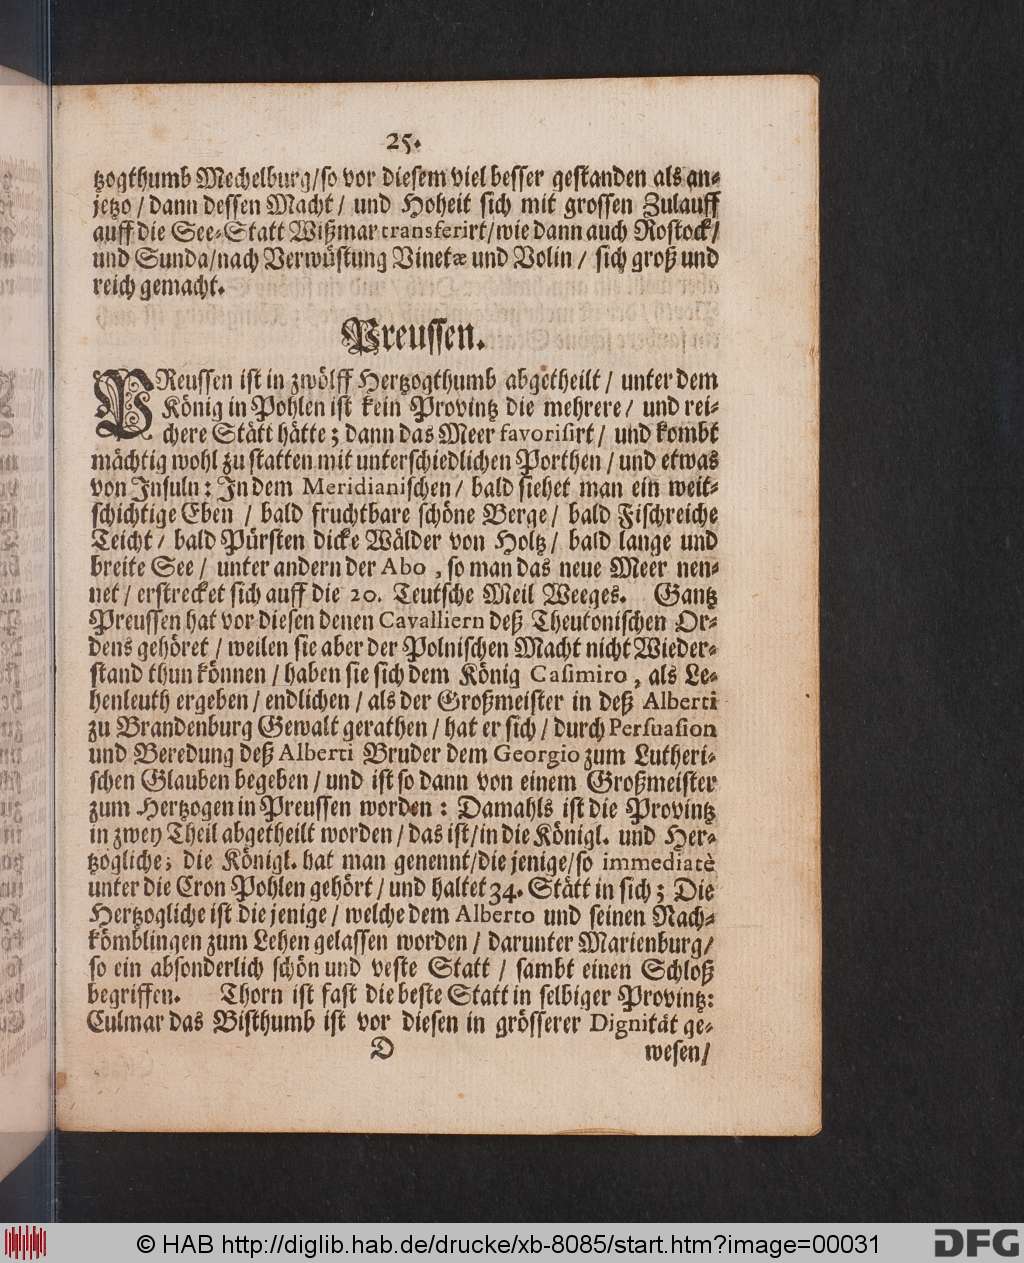 25.
tzogthumb Mechelburg/ so vor diesem viel besser gestanden als an-
jetzo / dann dessen Macht / und Hoheit sich mit grossen Zulauff
auff die See-Statt Wißmar transferirt/ wie dann auch Rostock/
und Sunda/ nach Verwüstung Vinetæ und Volin / sich groß und
reich gemacht.
Preussen.
PReussen ist in zwölff Hertzogthumb abgetheilt / unter dem
König in Pohlen ist kein Provintz die mehrere / und rei-
chere Stätt hätte; dann das Meer favorisirt / und kombt
mächtig wohl zu statten mit unterschiedlichen Porthen / und etwas
von Insuln: In dem Meridianischen / bald siehet man ein weit-
schichtige Eben / bald fruchtbare schöne Berge / bald Fischreiche
Teicht / bald Pürsten dicke Wälder von Holtz / bald lange und
breite See / unter andern der Abo, so man das neue Meer nen-
net / erstrecket sich auff die 20. Teutsche Meil Weeges. Gantz
Preussen hat vor diesen denen Cavalliern deß Theutonischen Or-
dens gehöret / weilen sie aber der Polnischen Macht nicht Wieder-
stand thun können / haben sie sich dem König Casimiro, als Le-
henleuth ergeben / endlichen / als der Großmeister in deß Alberti
zu Brandenburg Gewalt gerathen / hat er sich / durch Persuasion
und Beredung deß Alberti Bruder dem Georgio zum Lutheri-
schen Glauben begeben / und ist so dann von einem Großmeister
zum Hertzogen in Preussen worden: Damahls ist die Provintz
in zwey Theil abgetheilt worden / das ist / in die Königl. und Her-
tzogliche; die Königl. hat man genennt / die jenige / so immediatè
unter die Cron Pohlen gehört / und haltet 34. Stätt in sich; Die
Hertzogliche ist die jenige / welche dem Alberto und seinen Nach-
kömblingen zum Lehen gelassen worden / darunter Marienburg /
so ein absonderlich schön und veste Statt / sambt einen Schloß
begriffen. Thorn ist fast die beste Statt in selbiger Provintz:
Culmar das Bisthumb ist vor diesen in grösserer Dignität ge-
D wesen /
© HAB http://diglib.hab.de/drucke/xb-8085/start.htm?image=00031
DFG